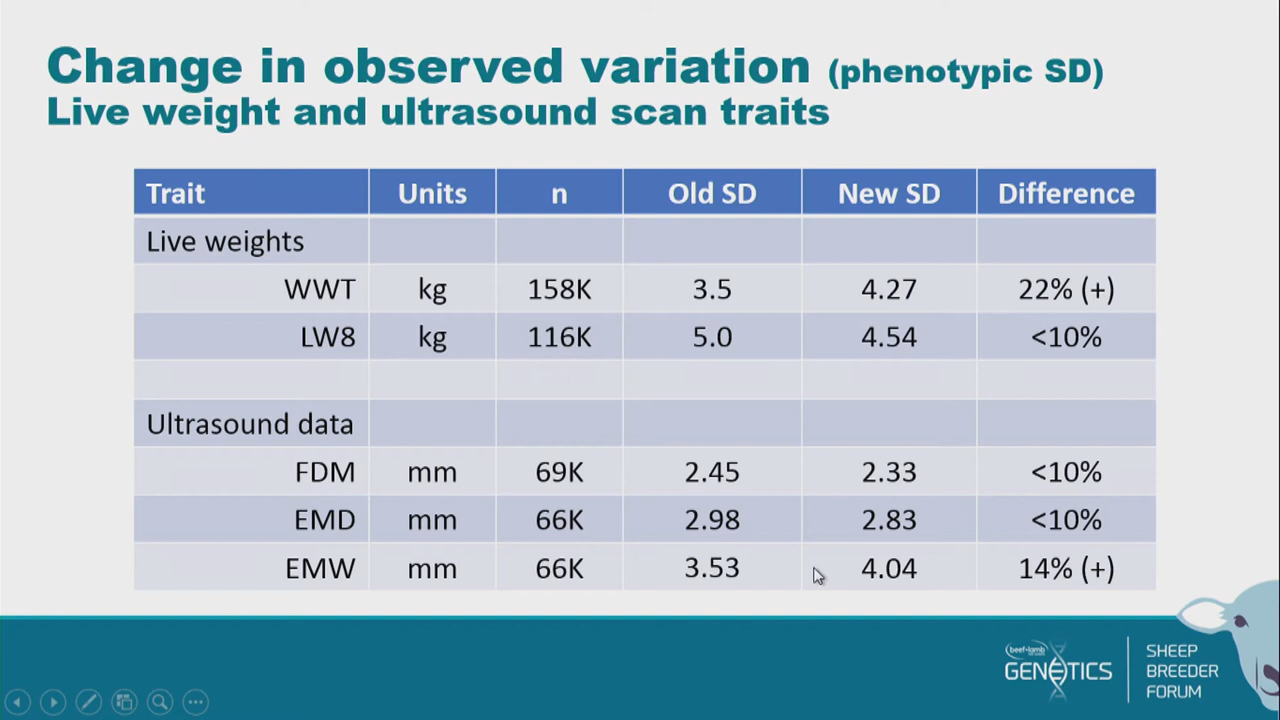 Change in observed variation (phenotypic SD)
Live weight and ultrasound scan traits
Trait Units n Old SD New SD Difference
Live weights
WWT kg 158K 3.5 4.27 22% (+)
LW8 kg 116K 5.0 4.54 <10%
Ultrasound data
FDM mm 69K 2.45 2.33 <10%
EMD mm 66K 2.98 2.83 <10%
EMW mm 66K 3.53 4.04 14% (+)
beef+lamb
GENETICS
SHEEP
BREEDER
FORUM